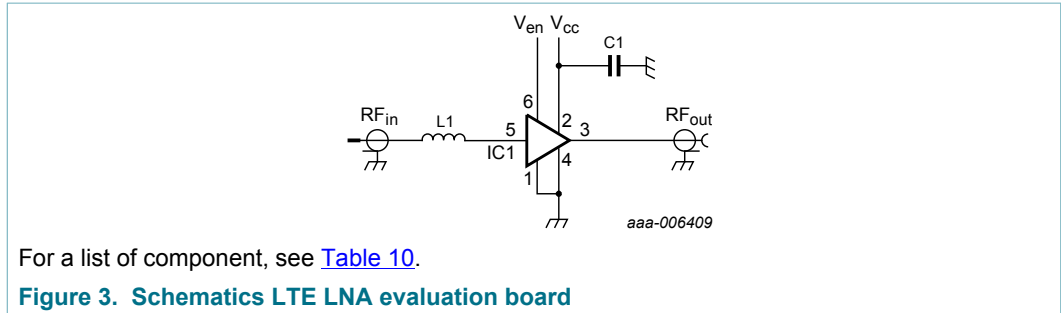 Ven Vcc
C1
6
RFin
L1
5
2
3
RFout
IC1
4
1
aaa-006409
For a list of component, see Table 10.
Figure 3. Schematics LTE LNA evaluation board